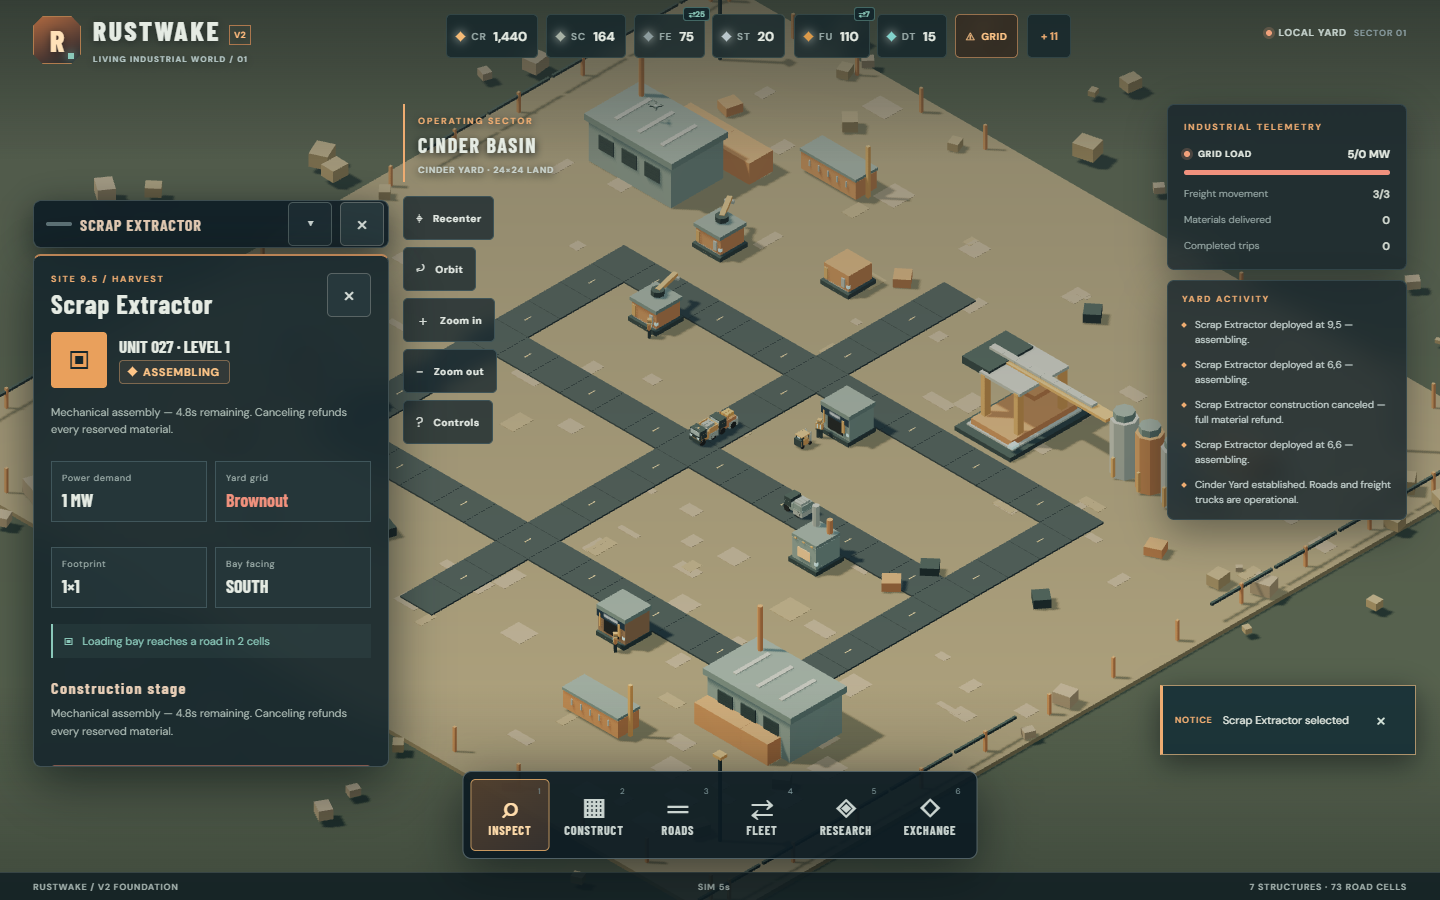 R
RUSTWAKE V2
LIVING INDUSTRIAL WORLD / 01
CR 1,440
SC 164
⇄25
FE 75
ST 20
⇄7
FU 110
DT 15
⚠ GRID
+ 11
LOCAL YARD SECTOR 01
OPERATING SECTOR
CINDER BASIN
CINDER YARD · 24×24 LAND
Recenter
Orbit
+ Zoom in
− Zoom out
? Controls
SCRAP EXTRACTOR ▼ ×
SITE 9.5 / HARVEST
Scrap Extractor ×
UNIT 027 · LEVEL 1
◆ ASSEMBLING
Mechanical assembly — 4.8s remaining. Canceling refunds
every reserved material.
Power demand
1 MW
Yard grid
Brownout
Footprint
1×1
Bay facing
SOUTH
Loading bay reaches a road in 2 cells
Construction stage
Mechanical assembly — 4.8s remaining. Canceling refunds
every reserved material.
INDUSTRIAL TELEMETRY
GRID LOAD 5/0 MW
Freight movement 3/3
Materials delivered 0
Completed trips 0
YARD ACTIVITY
Scrap Extractor deployed at 9,5 —
assembling.
Scrap Extractor deployed at 6,6 —
assembling.
Scrap Extractor construction canceled —
full material refund.
Scrap Extractor deployed at 6,6 —
assembling.
Cinder Yard established. Roads and freight
trucks are operational.
NOTICE Scrap Extractor selected ×
1
INSPECT
2
CONSTRUCT
3
ROADS
4
FLEET
5
RESEARCH
6
EXCHANGE
RUSTWAKE / V2 FOUNDATION
SIM 5s
7 STRUCTURES · 73 ROAD CELLS